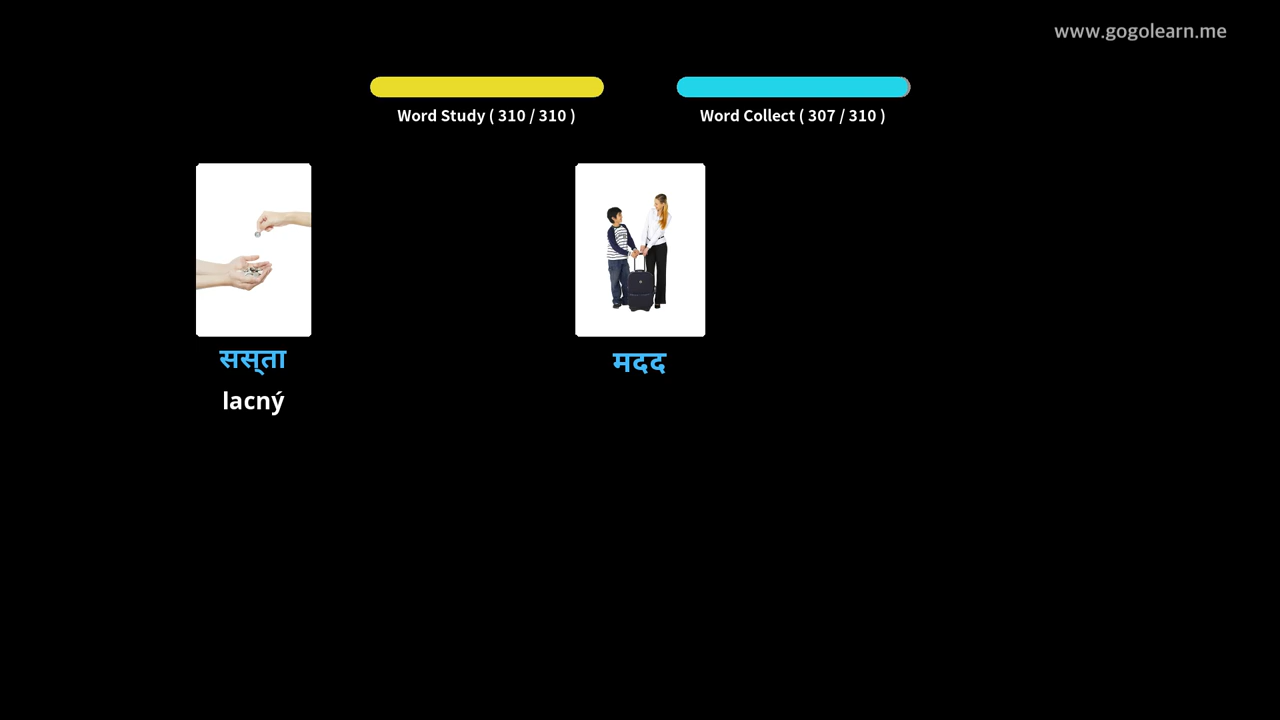 www.gogolearn.me
Word Study ( 310 / 310 )
Word Collect ( 307 / 310 )
सस्‌ता
मदद
lacný